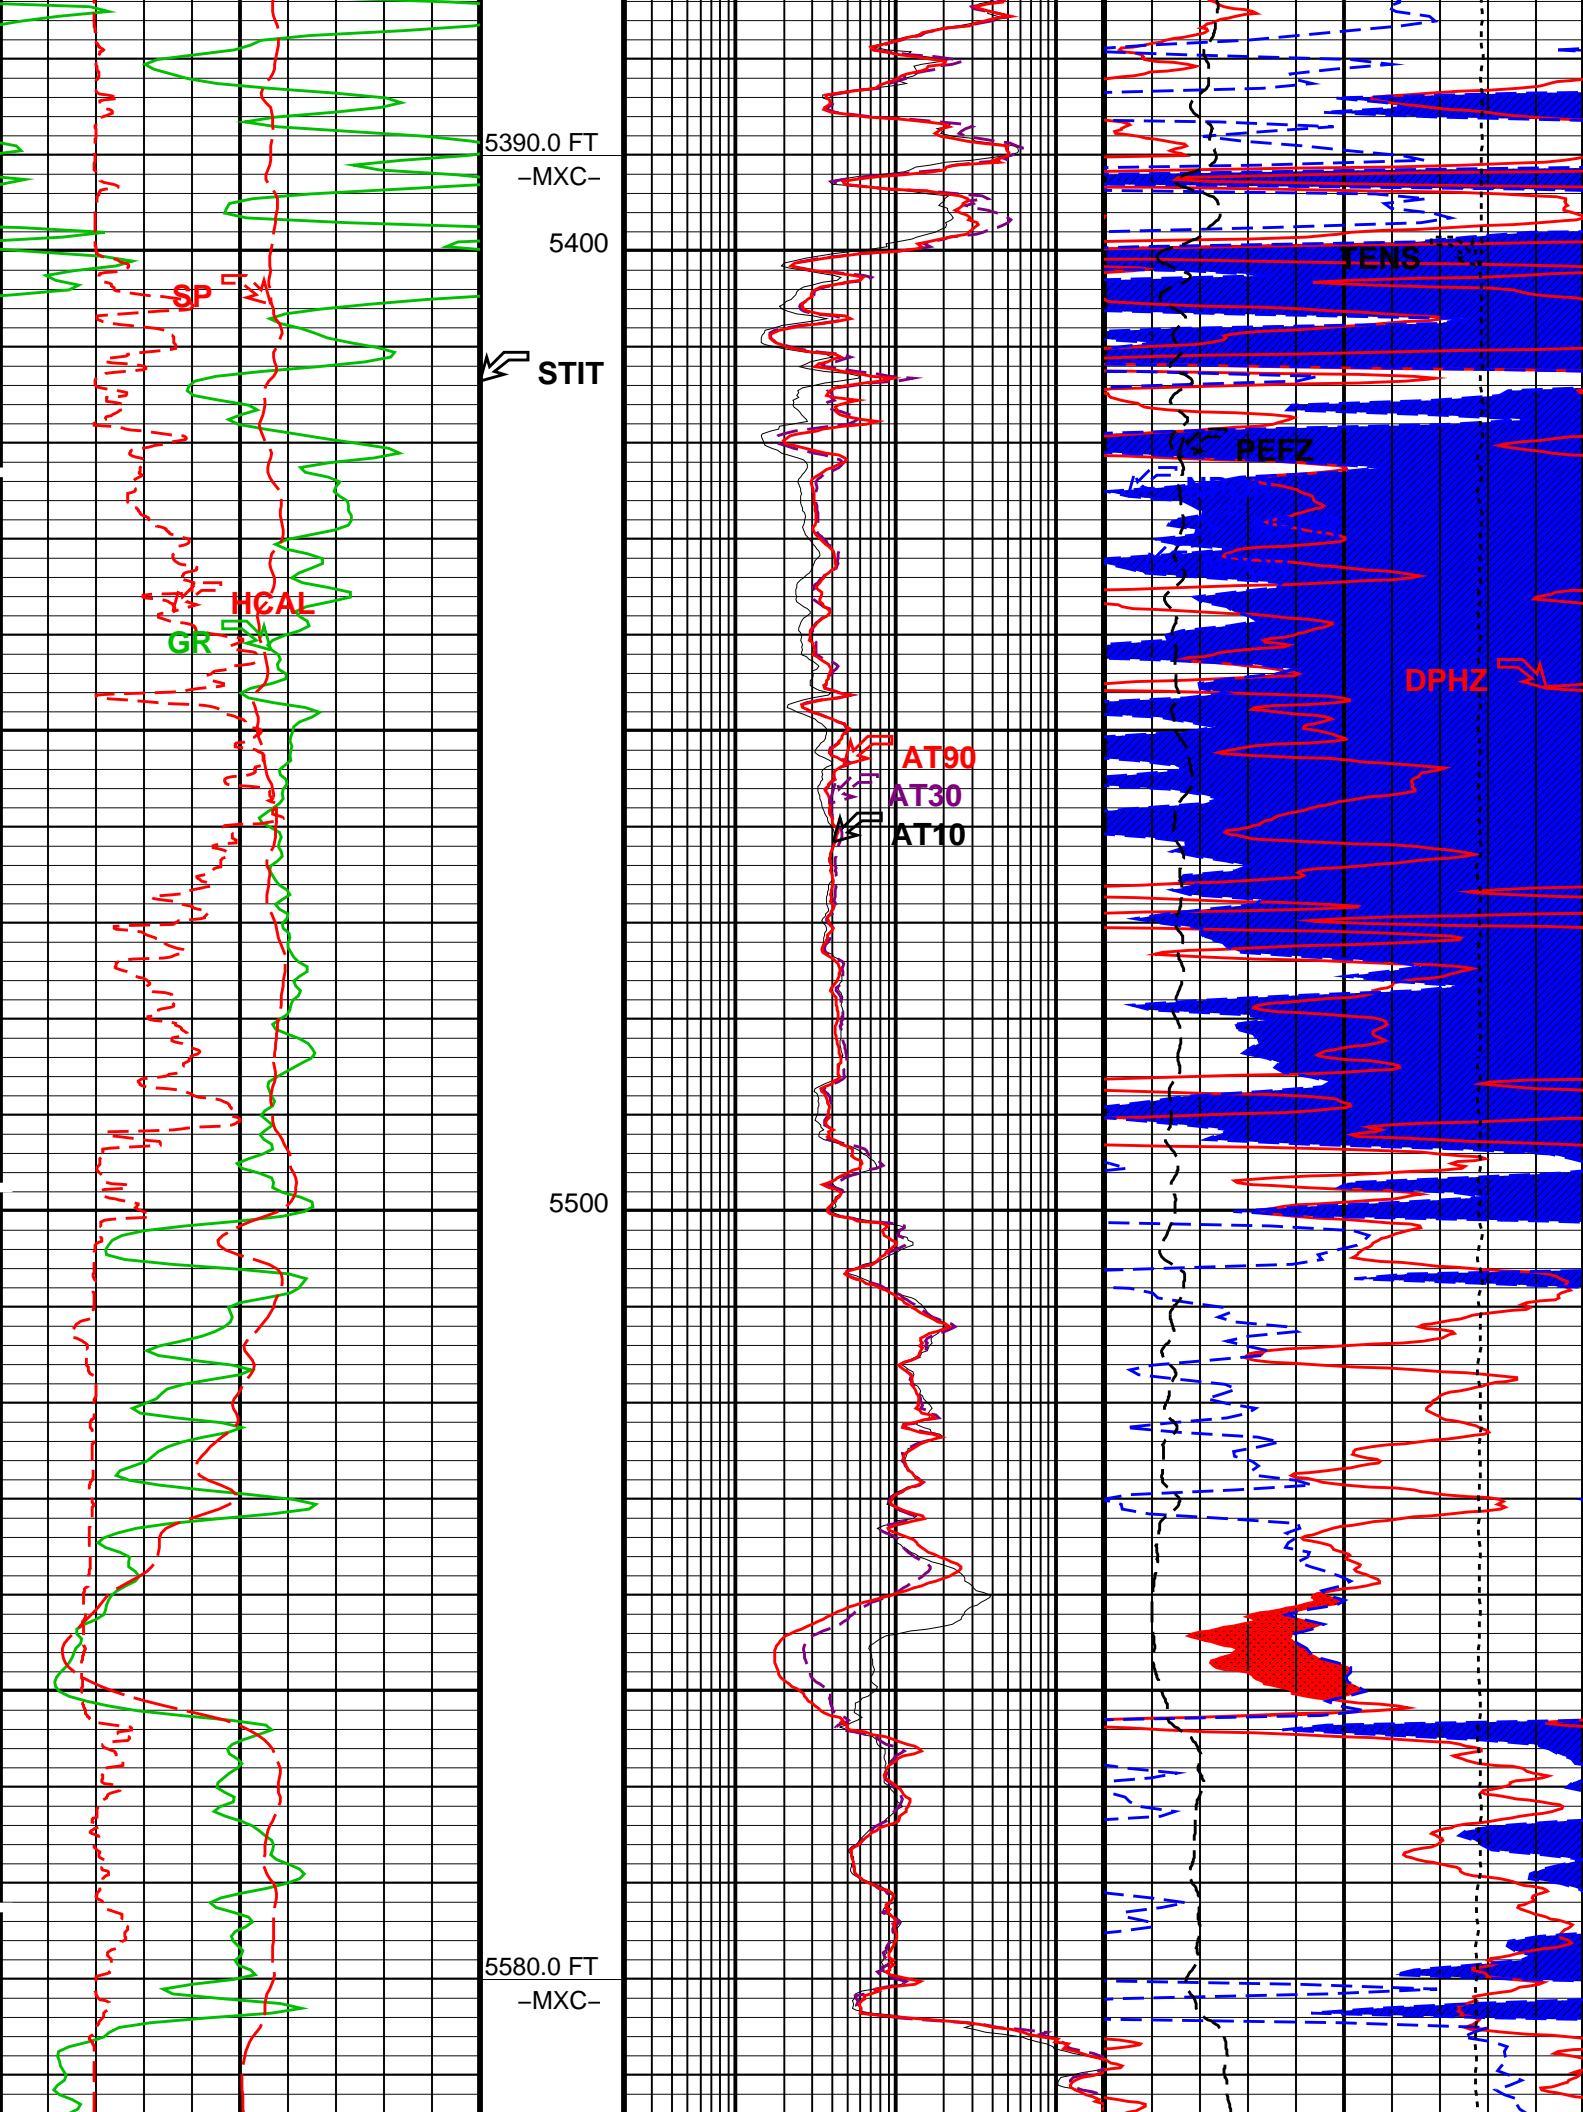 5390.0 FT
–MXC–
5400
TENS
SP
STIT
PEFZ
HCAL
GR
DPHZ
AT90
AT30
AT10
5500
5580.0 FT
–MXC–